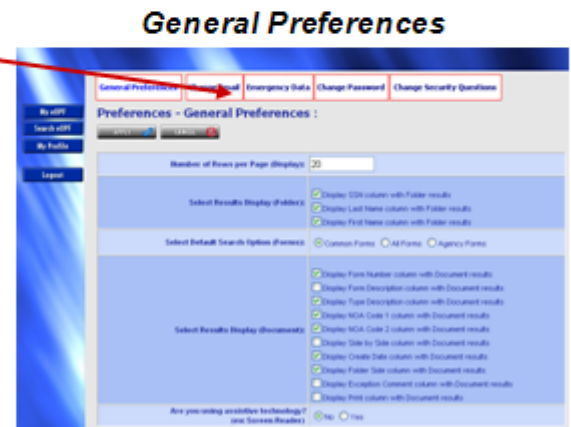 General Preferences
General Preferences Change Email Emergency Data Change Password Change Security Questions
My eOPF
Search eOPF
My Profile
Logout
Preferences - General Preferences :
APPLY CANCEL
Number of Rows per Page (Display): 20
Select Results Display (Folder):
Display SSN column with Folder results
Display Last Name column with Folder results
Display First Name column with Folder results
Select Default Search Option (Forms): Common Forms All Forms Agency Forms
Select Results Display (Document):
Display Form Number column with Document results
Display Form Description column with Document results
Display Type Description column with Document results
Display NOA Code 1 column with Document results
Display NOA Code 2 column with Document results
Display Side by Side column with Document results
Display Create Date column with Document results
Display Folder Side column with Document results
Display Exception Comment column with Document results
Display Print column with Document results
Are you using assistive technology?
(ex: Screen Reader) No Yes